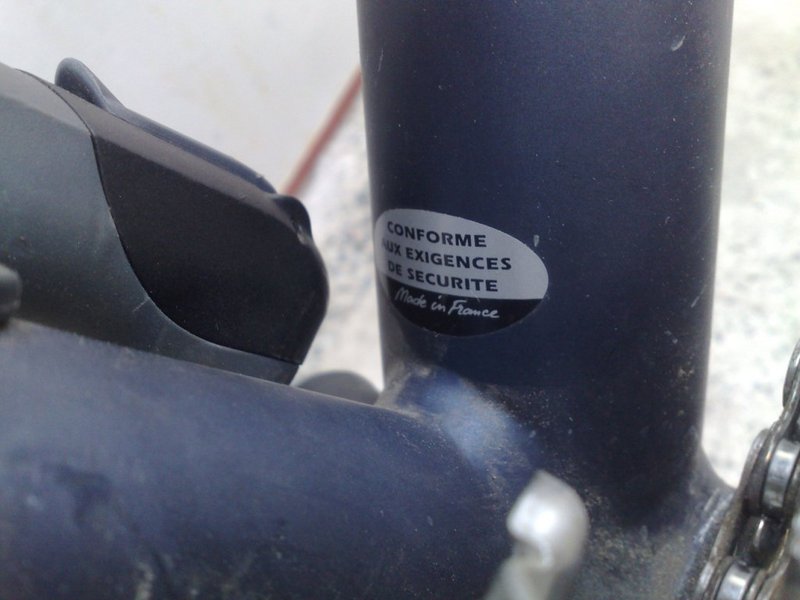 CONFORME
AUX EXIGENCES
DE SECURITE
Made in France